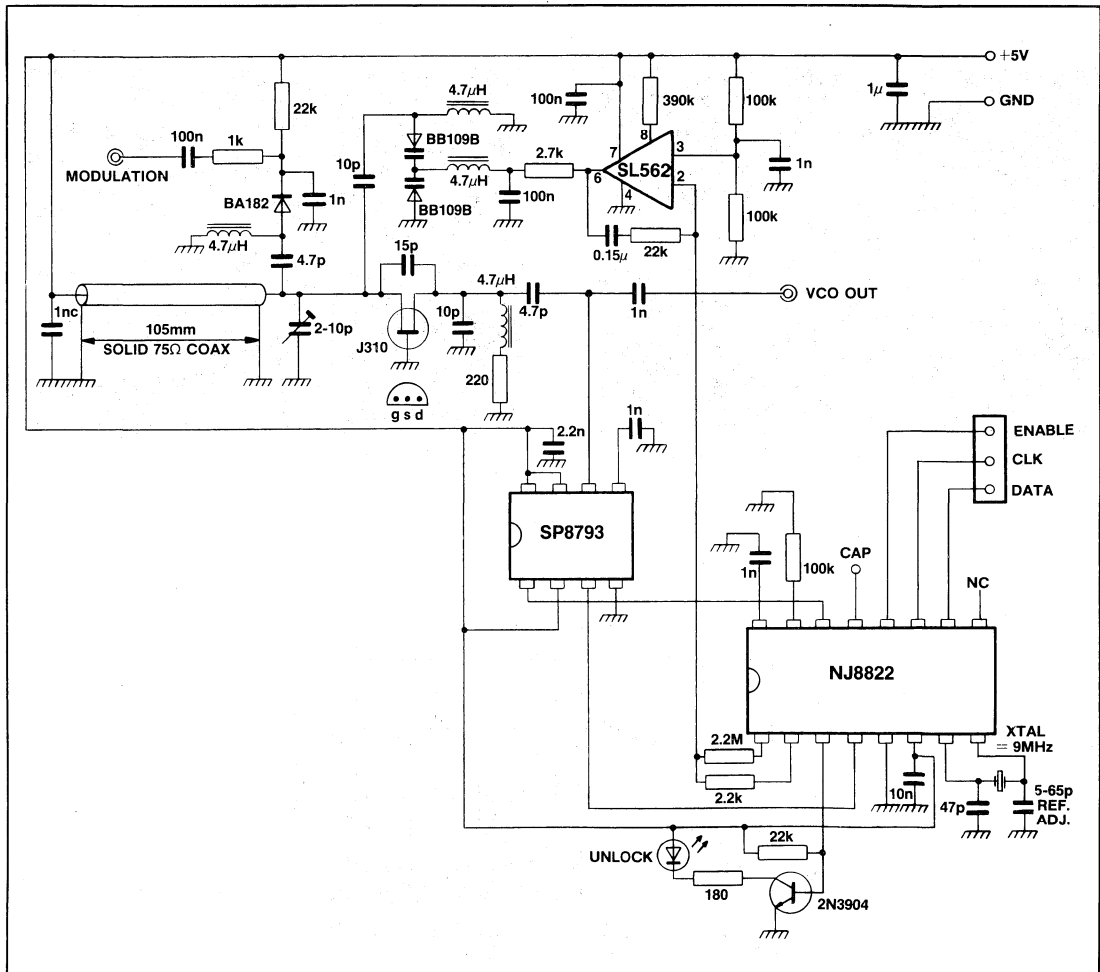 +5V
4.7μH
22k
100n
390k
100k
1μ
GND
100n
1k
BB109B
8
MODULATION
10p
2.7k
7
3
SL562
6
2
4
1n
BA182
1n
4.7μH
BB109B
100n
100k
4.7μH
0.15μ
22k
4.7p
15p
4.7μH
1nc
105mm
SOLID 75Ω COAX
2-10p
J310
10p
4.7p
1n
VCO OUT
220
g s d
2.2n
1n
ENABLE
CLK
DATA
SP8793
1n
100k
CAP
NC
NJ8822
2.2M
2.2k
XTAL
= 9MHz
10n
47p
5-65p
REF.
ADJ.
UNLOCK
22k
180
2N3904